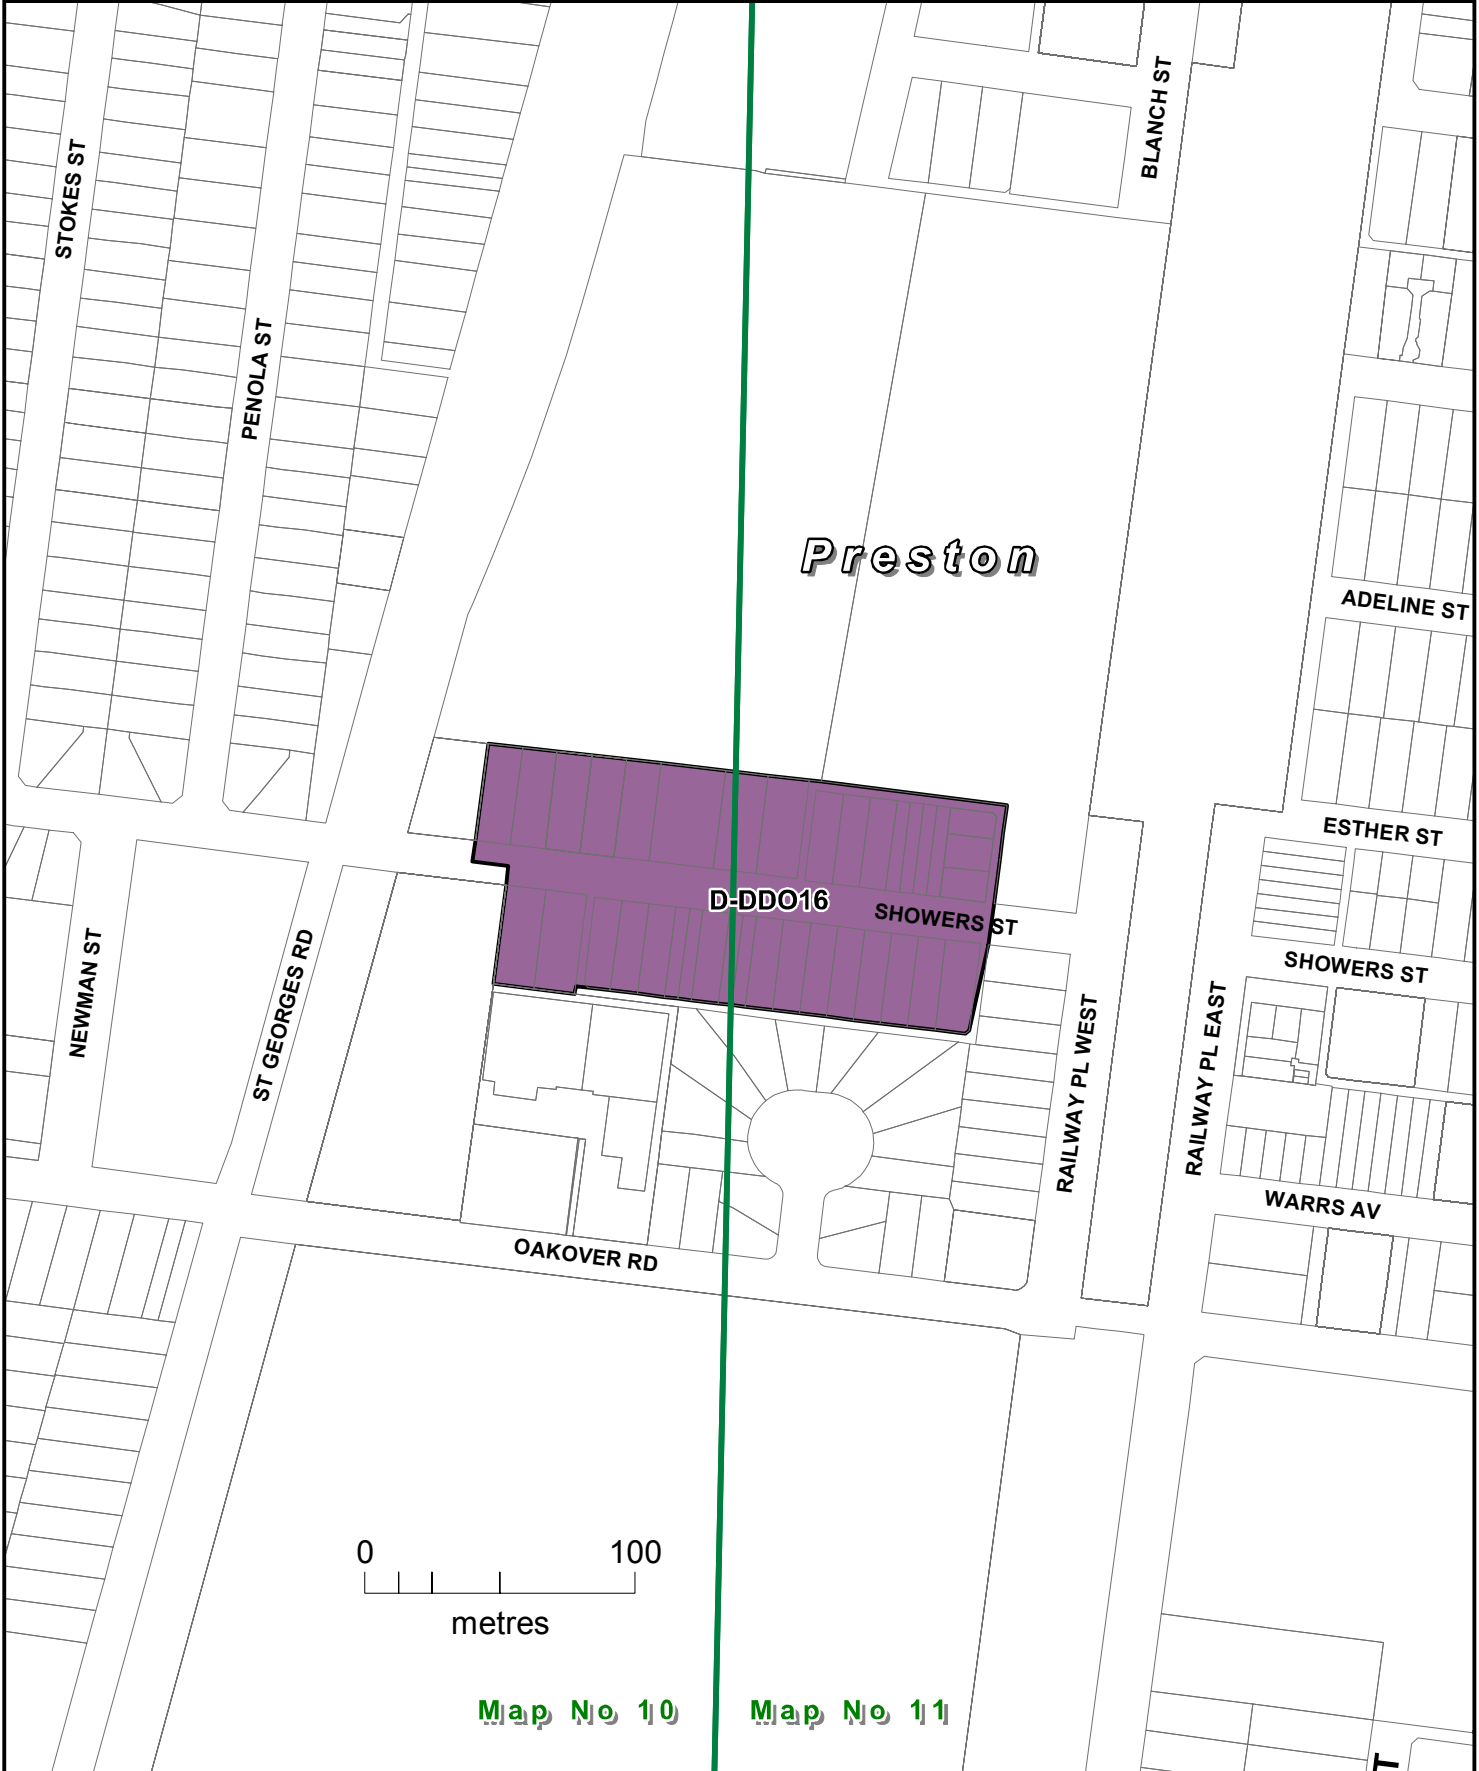 BLANCH ST
STOKES ST
PENOLA ST
Preston
ADELINE ST
ESTHER ST
D-DDO16
SHOWERS ST
SHOWERS ST
NEWMAN ST
ST GEORGES RD
RAILWAY PL WEST
RAILWAY PL EAST
WARRS AV
OAKOVER RD
0 100
metres
Map No 10 Map No 11
T